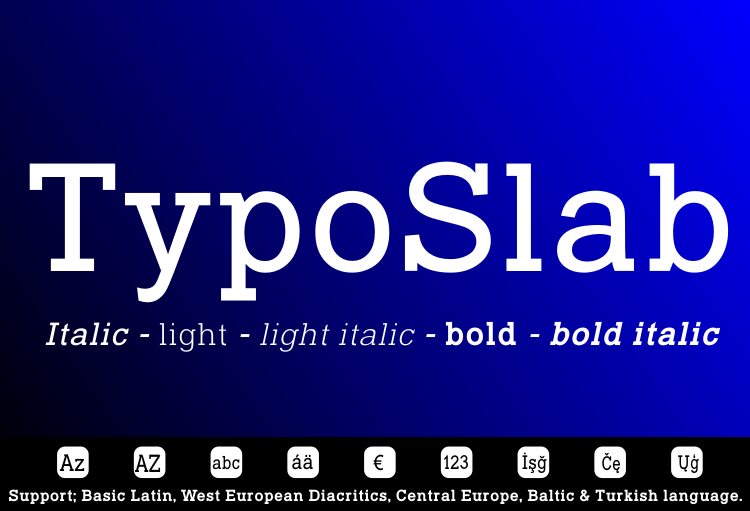 TypoSlab
Italic - light - light italic - bold - bold italic
Az AZ abc áä € 123 İşğ Čę Ųģ
Support; Basic Latin, West European Diacritics, Central Europe, Baltic & Turkish language.